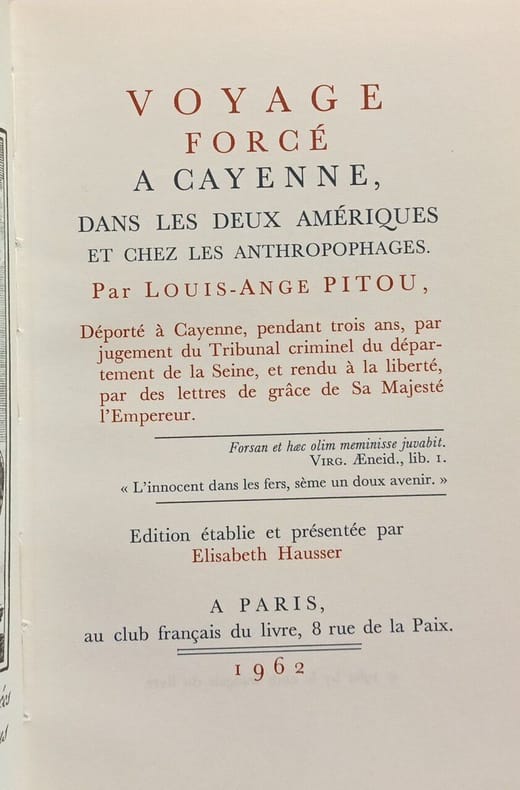 VOYAGE
FORCÉ
A CAYENNE,
DANS LES DEUX AMÉRIQUES
ET CHEZ LES ANTHROPOPHAGES.
Par LOUIS-ANGE PITOU,
Déporté à Cayenne, pendant trois ans, par
jugement du Tribunal criminel du dépar-
tement de la Seine, et rendu à la liberté,
par des lettres de grâce de Sa Majesté
l'Empereur.
Forsan et hæc olim meminisse juvabit.
VIRG. Æneid., lib. 1.
« L'innocent dans les fers, sème un doux avenir. »
Edition établie et présentée par
Elisabeth Hausser
A PARIS,
au club français du livre, 8 rue de la Paix.
1962